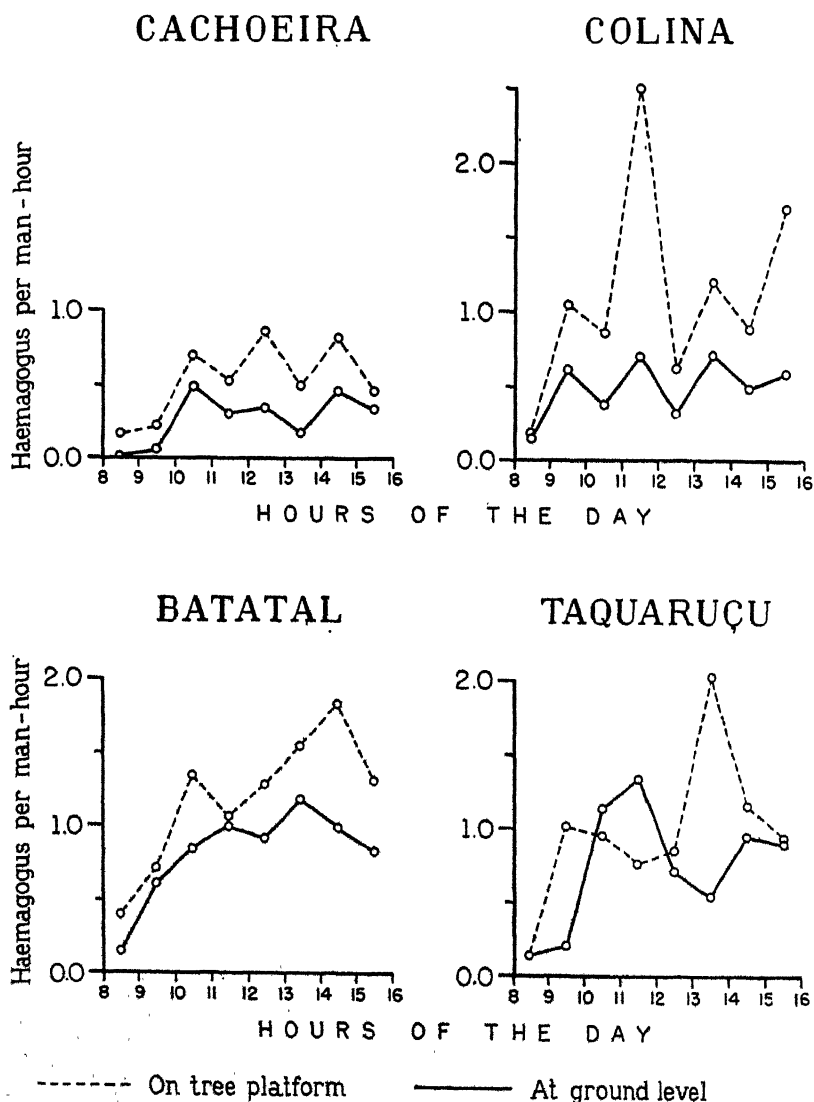 CACHOEIRA
COLINA
Haemagogus per man-hour
1.0
0.0
8 9 10 11 12 13 14 15 16
2.0
1.0
0.0
8 9 10 11 12 13 14 15 16
HOURS OF THE DAY
BATATAL
TAQUARUÇU
Haemagogus per man-hour
2.0
1.0
0.0
8 9 10 11 12 13 14 15 16
2.0
1.0
0.0
8 9 10 11 12 13 14 15 16
HOURS OF THE DAY
On tree platform
At ground level